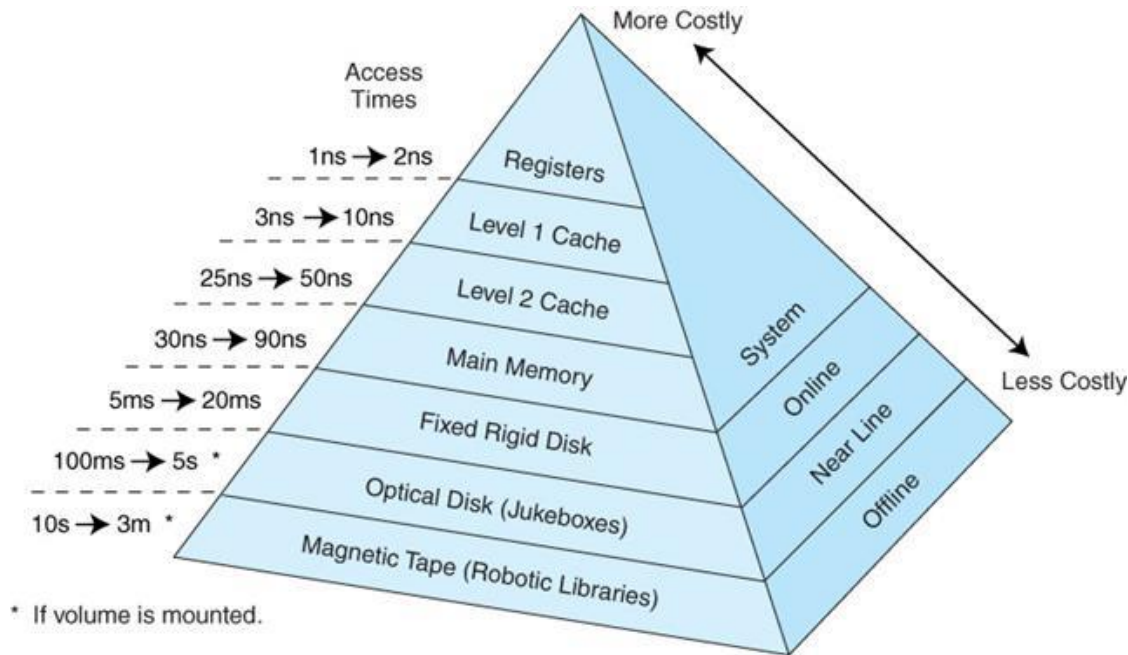 More Costly
Access
Times
1ns → 2ns
Registers
3ns → 10ns
Level 1 Cache
25ns → 50ns
Level 2 Cache
System
30ns → 90ns
Main Memory
Online
Less Costly
5ms → 20ms
Fixed Rigid Disk
Near Line
100ms → 5s *
Optical Disk (Jukeboxes)
Offline
10s → 3m *
Magnetic Tape (Robotic Libraries)
* If volume is mounted.